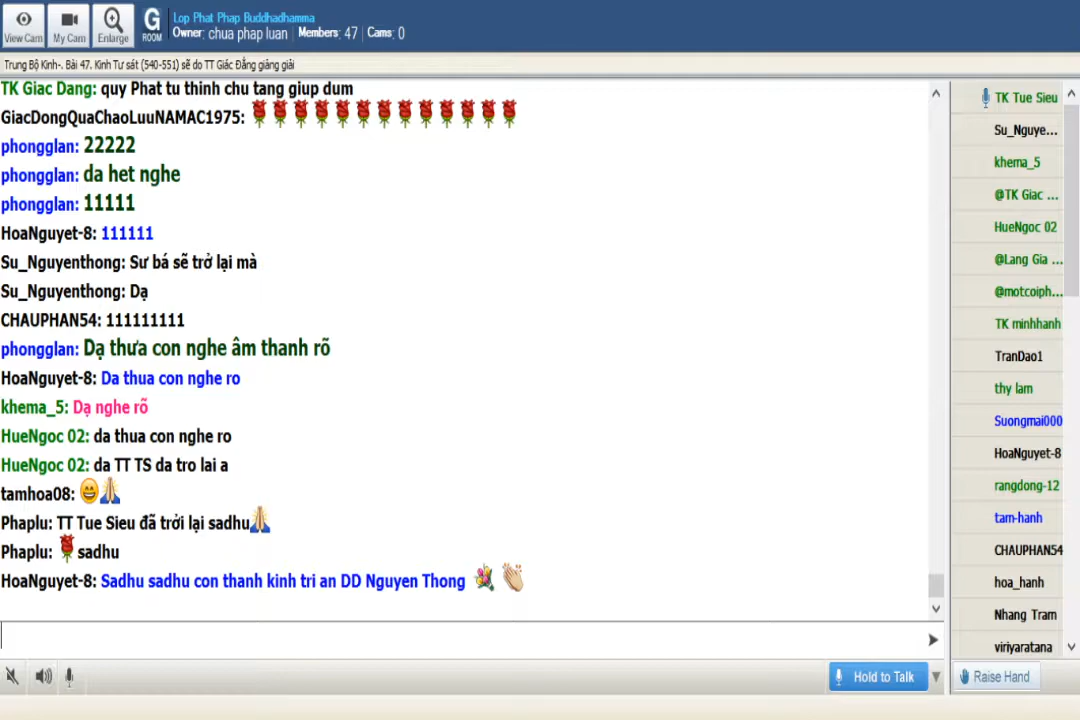 View Cam
My Cam
Enlarge
G
ROOM
Lop Phat Phap Buddhadhamma
Owner: chua phap luan | Members: 47 | Cams: 0
Trung Bộ Kinh-. Bài 47. Kinh Tư sát (540-551) sẽ do TT Giác Đẳng giảng giải
TK Giac Dang: quy Phat tu thinh chu tang giup dum
GiacDongQuaChaoLuuNAMAC1975: 🌹🌹🌹🌹🌹🌹🌹🌹🌹🌹🌹🌹🌹
phongglan: 22222
phongglan: da het nghe
phongglan: 11111
HoaNguyet-8: 111111
Su_Nguyenthong: Sư bá sẽ trở lại mà
Su_Nguyenthong: Dạ
CHAUPHAN54: 111111111
phongglan: Dạ thưa con nghe âm thanh rõ
HoaNguyet-8: Da thua con nghe ro
khema_5: Dạ nghe rõ
HueNgoc 02: da thua con nghe ro
HueNgoc 02: da TT TS da tro lai a
tamhoa08: 😄🙏
Phaplu: TT Tue Sieu đã trởi lại sadhu🙏
Phaplu: 🌹sadhu
HoaNguyet-8: Sadhu sadhu con thanh kinh tri an DD Nguyen Thong 💐👏
TK Tue Sieu
Su_Nguye...
khema_5
@TK Giac ...
HueNgoc 02
@Lang Gia ...
@motcoiph...
TK minhhanh
TranDao1
thy lam
Suongmai000
HoaNguyet-8
rangdong-12
tam-hanh
CHAUPHAN54
hoa_hanh
Nhang Tram
viriyaratana
Hold to Talk
Raise Hand